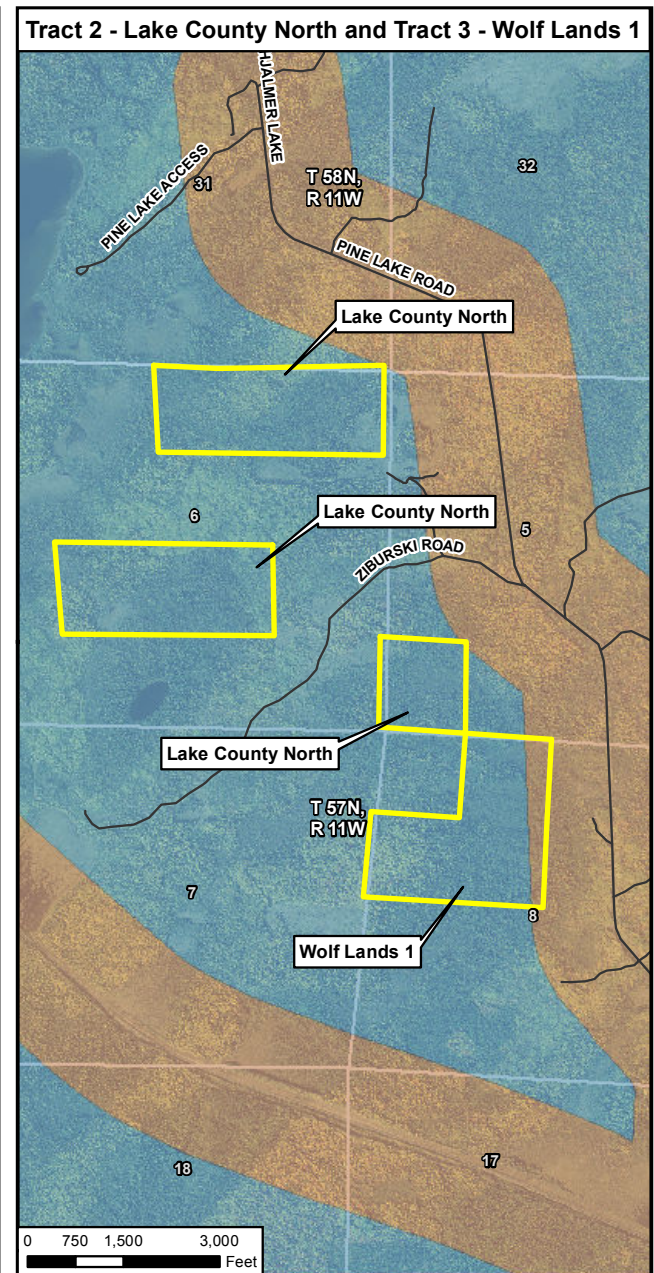 Tract 2 - Lake County North and Tract 3 - Wolf Lands 1
HJALMER LAKE
PINE LAKE ACCESS
31
T 58N,
R 11W
32
PINE LAKE ROAD
Lake County North
6
Lake County North
5
ZIBURSKI ROAD
Lake County North
T 57N,
R 11W
7
8
Wolf Lands 1
17
18
0 750 1,500 3,000
Feet